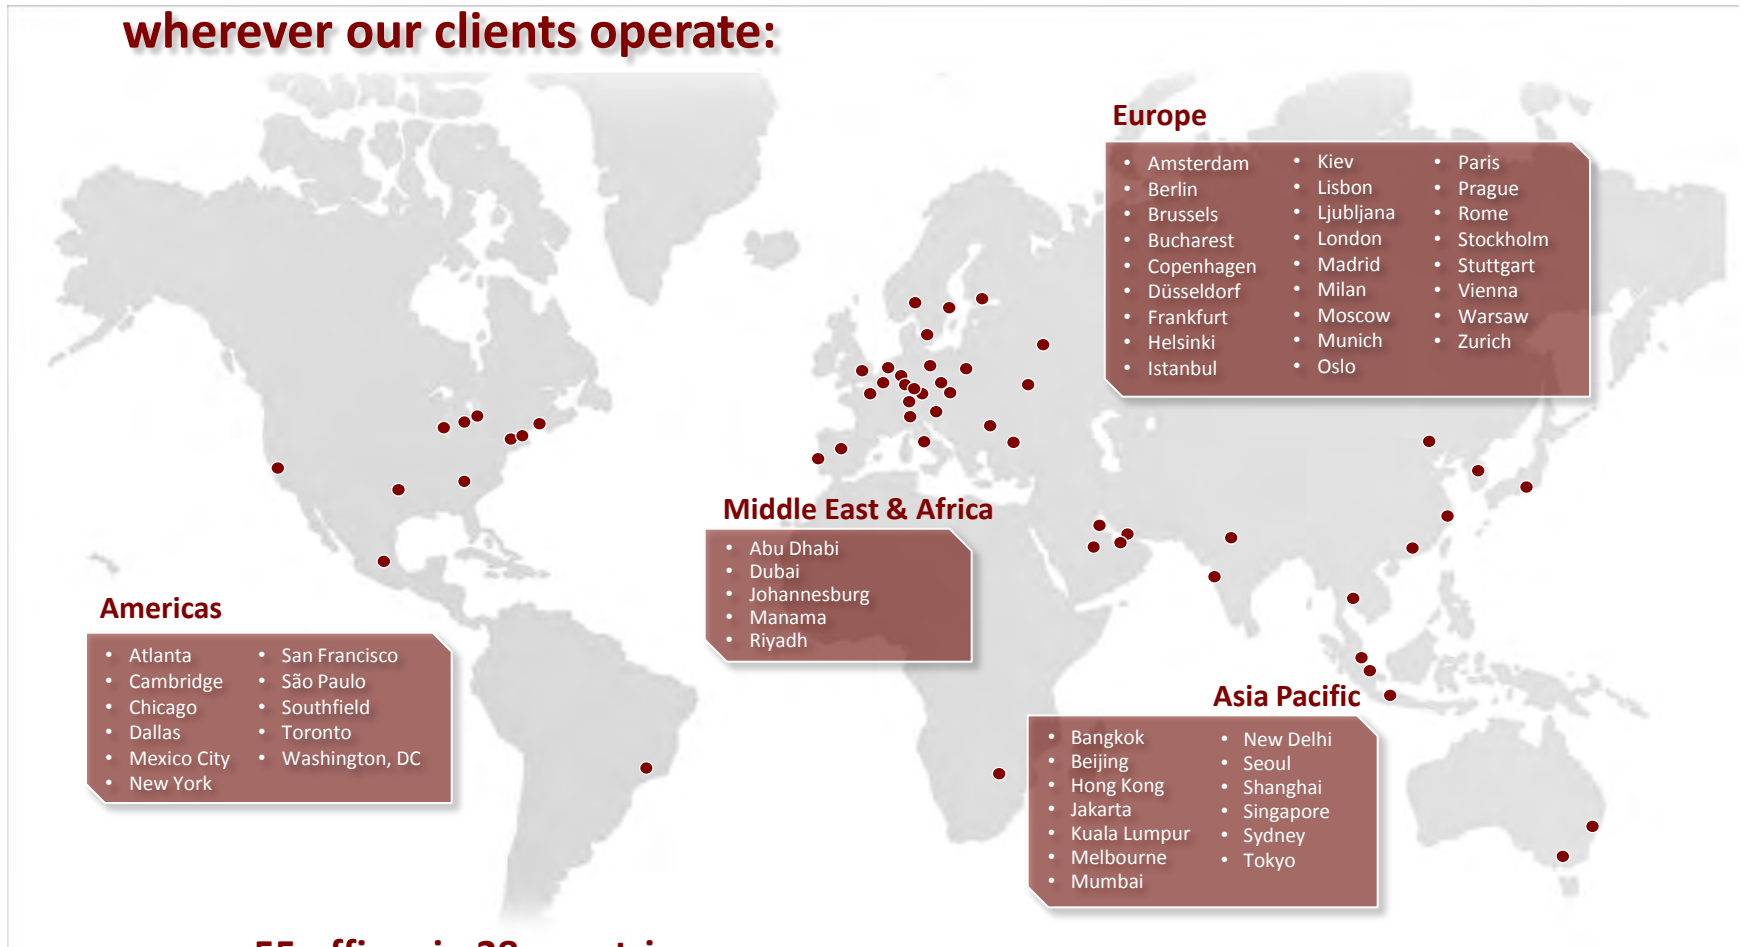 wherever our clients operate:
Europe
• Amsterdam
• Berlin
• Brussels
• Bucharest
• Copenhagen
• Düsseldorf
• Frankfurt
• Helsinki
• Istanbul
• Kiev
• Lisbon
• Ljubljana
• London
• Madrid
• Milan
• Moscow
• Munich
• Oslo
• Paris
• Prague
• Rome
• Stockholm
• Stuttgart
• Vienna
• Warsaw
• Zurich
Middle East & Africa
• Abu Dhabi
• Dubai
• Johannesburg
• Manama
• Riyadh
Americas
• Atlanta
• Cambridge
• Chicago
• Dallas
• Mexico City
• New York
• San Francisco
• São Paulo
• Southfield
• Toronto
• Washington, DC
Asia Pacific
• Bangkok
• Beijing
• Hong Kong
• Jakarta
• Kuala Lumpur
• Melbourne
• Mumbai
• New Delhi
• Seoul
• Shanghai
• Singapore
• Sydney
• Tokyo